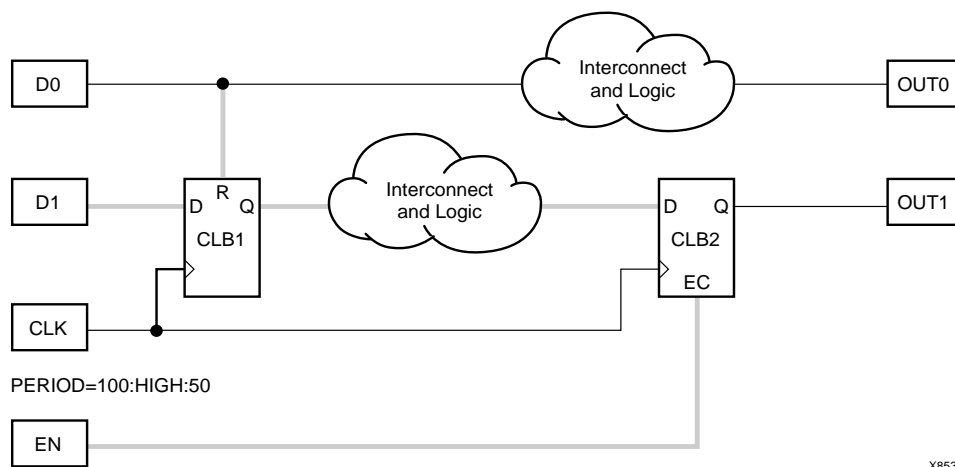 D0
Interconnect
and Logic
OUT0
D1
R
D
Q
CLB1
Interconnect
and Logic
D
Q
CLB2
EC
OUT1
CLK
PERIOD=100:HIGH:50
EN